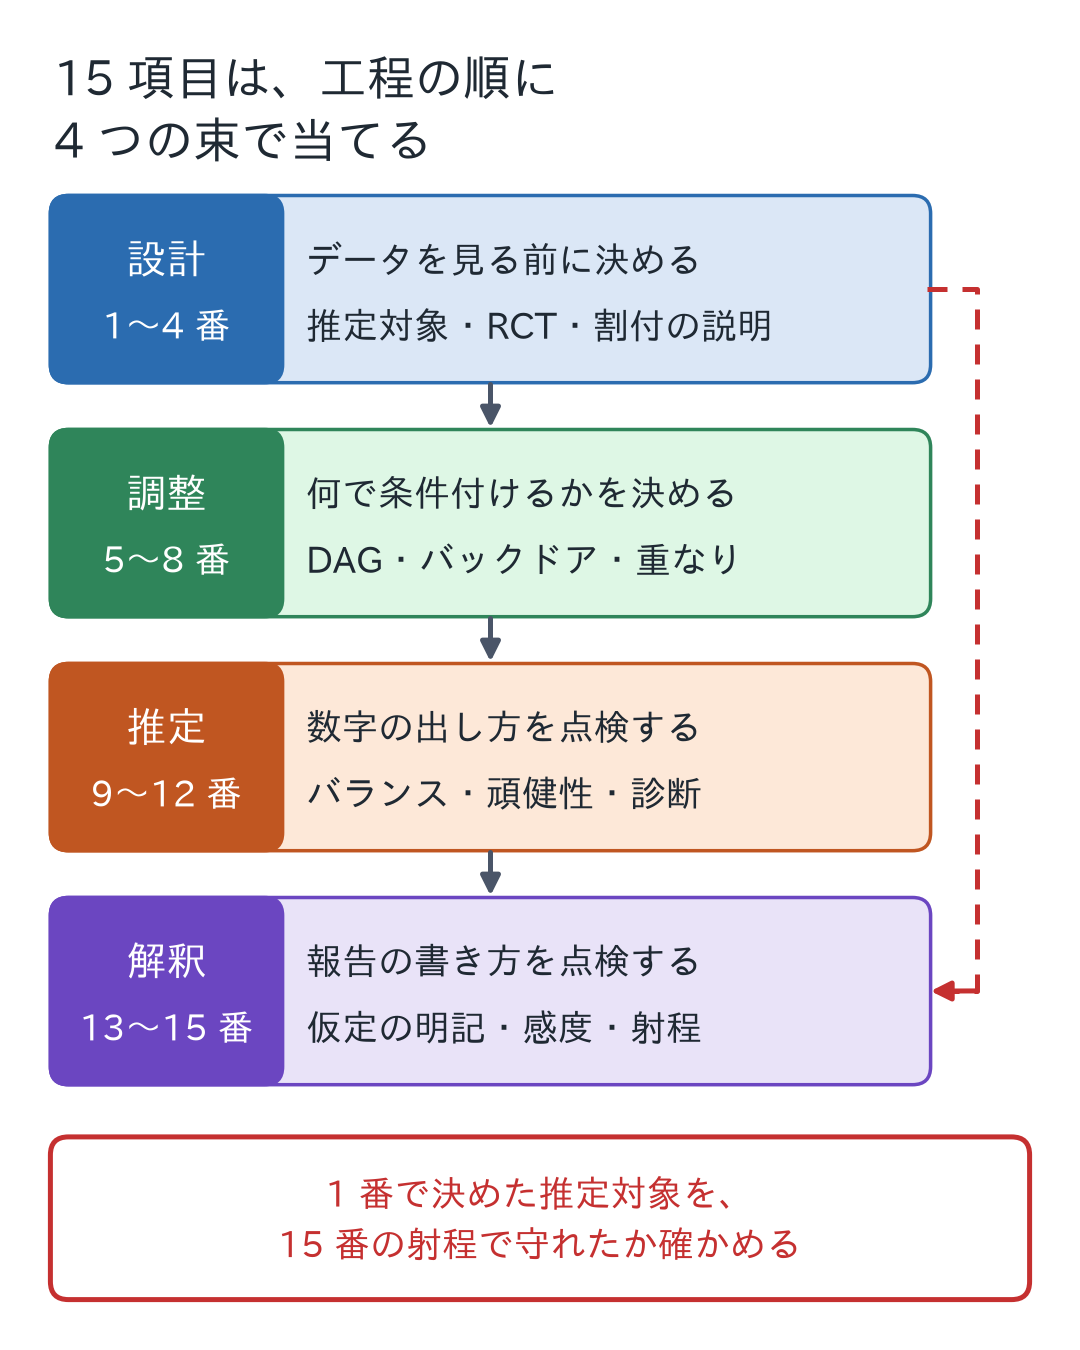 15 項目は、工程の順に
4 つの束で当てる
設計
1〜4 番
データを見る前に決める
推定対象・RCT・割付の説明
調整
5〜8 番
何で条件付けるかを決める
DAG・バックドア・重なり
推定
9〜12 番
数字の出し方を点検する
バランス・頑健性・診断
解釈
13〜15 番
報告の書き方を点検する
仮定の明記・感度・射程
1 番で決めた推定対象を、
15 番の射程で守れたか確かめる